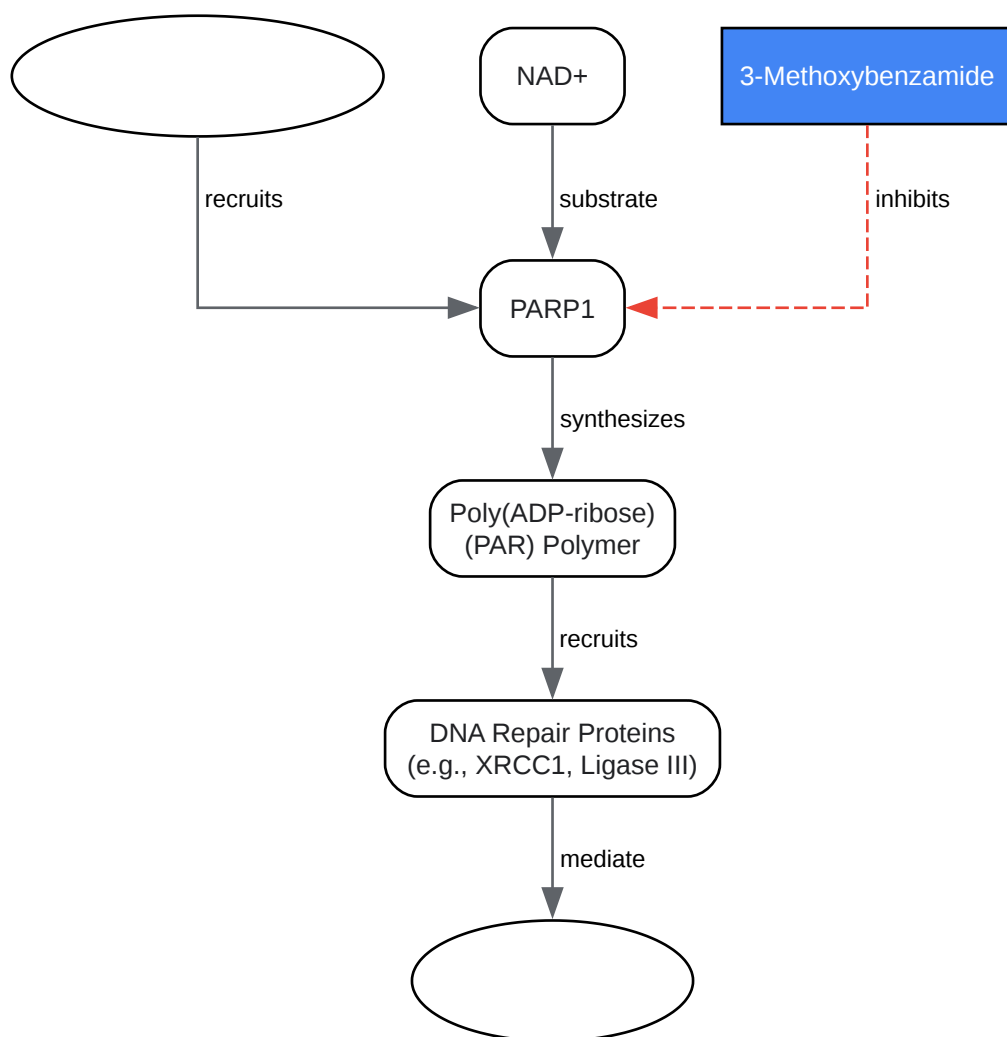 NAD+
3-Methoxybenzamide
recruits
substrate
inhibits
PARP1
synthesizes
Poly(ADP-ribose)
(PAR) Polymer
recruits
DNA Repair Proteins
(e.g., XRCC1, Ligase III)
mediate